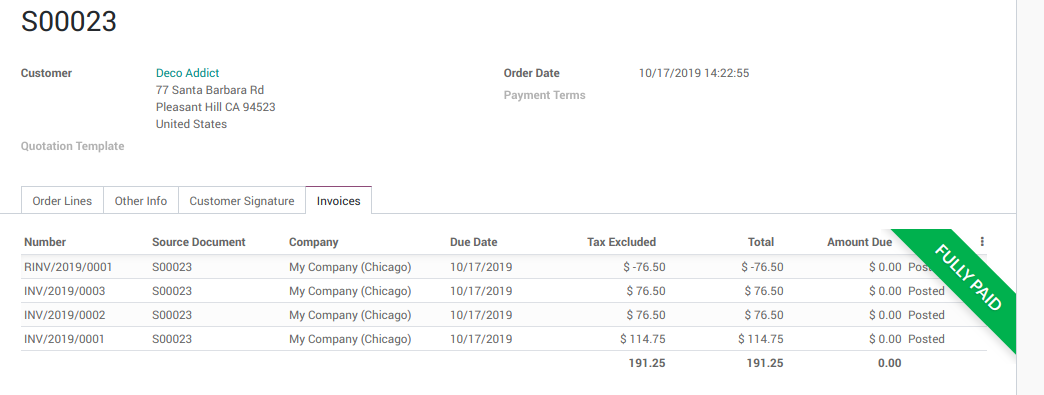 S00023
Customer Deco Addict Order Date 10/17/2019 14:22:55
77 Santa Barbara Rd Payment Terms
Pleasant Hill CA 94523
United States
Quotation Template
Order Lines Other Info Customer Signature Invoices
Number Source Document Company Due Date Tax Excluded Total Amount Due
RINV/2019/0001 S00023 My Company (Chicago) 10/17/2019 $ -76.50 $ -76.50 $ 0.00
INV/2019/0003 S00023 My Company (Chicago) 10/17/2019 $ 76.50 $ 76.50 $ 0.00 Posted
INV/2019/0002 S00023 My Company (Chicago) 10/17/2019 $ 76.50 $ 76.50 $ 0.00 Posted
INV/2019/0001 S00023 My Company (Chicago) 10/17/2019 $ 114.75 $ 114.75 $ 0.00 Posted
191.25 191.25 0.00
FULLY PAID